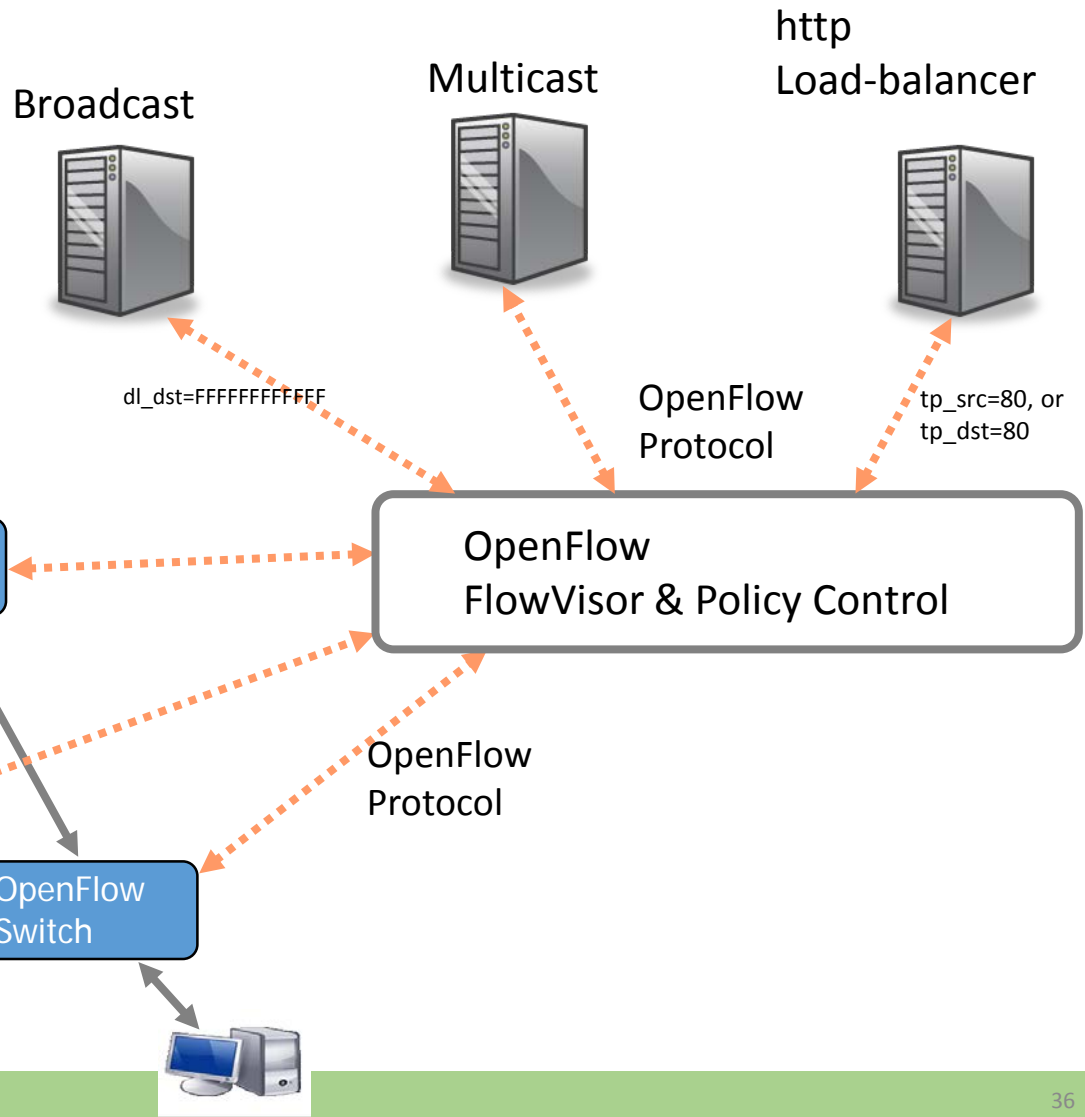 http
Load-balancer
Multicast
Broadcast
dl_dst=FFFFFFFFFFFF
OpenFlow
Protocol
tp_src=80, or
tp_dst=80
OpenFlow
FlowVisor & Policy Control
OpenFlow
Protocol
OpenFlow
Switch
36